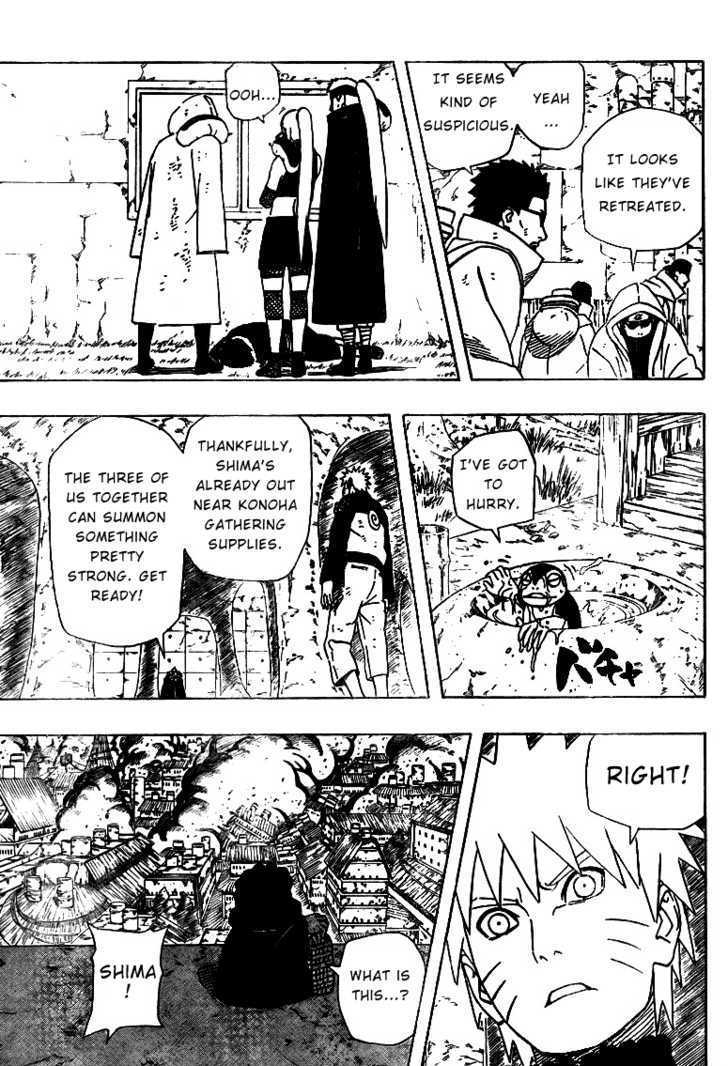 IT LOOKS
LIKE THEY'VE
RETREATED.
YEAH
...
IT SEEMS
KIND OF
SUSPICIOUS.
OOH...
I'VE GOT
TO
HURRY.
バチャ
THANKFULLY,
SHIMA'S
ALREADY OUT
NEAR KONOHA
GATHERING
SUPPLIES.
THE THREE OF
US TOGETHER
CAN SUMMON
SOMETHING
PRETTY
STRONG. GET
READY!
RIGHT!
WHAT IS
THIS...?
SHIMA
!